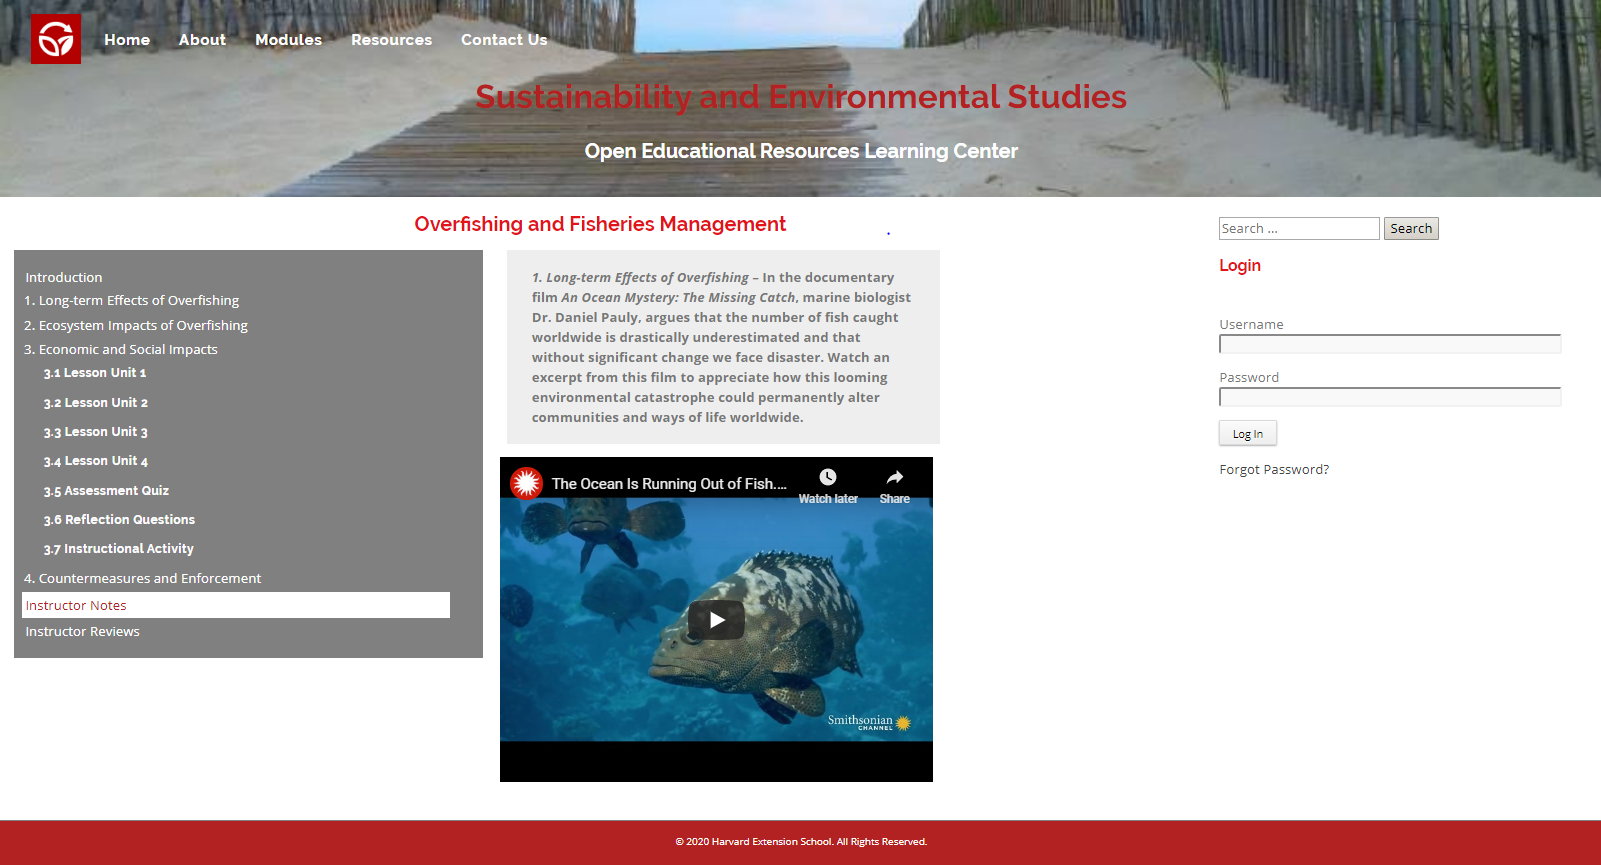 Home About Modules Resources Contact Us
Sustainability and Environmental Studies
Open Educational Resources Learning Center
Overfishing and Fisheries Management
Introduction
1. Long-term Effects of Overfishing
2. Ecosystem Impacts of Overfishing
3. Economic and Social Impacts
3.1 Lesson Unit 1
3.2 Lesson Unit 2
3.3 Lesson Unit 3
3.4 Lesson Unit 4
3.5 Assessment Quiz
3.6 Reflection Questions
3.7 Instructional Activity
4. Countermeasures and Enforcement
Instructor Notes
Instructor Reviews
1. Long-term Effects of Overfishing – In the documentary
film An Ocean Mystery: The Missing Catch, marine biologist
Dr. Daniel Pauly, argues that the number of fish caught
worldwide is drastically underestimated and that
without significant change we face disaster. Watch an
excerpt from this film to appreciate how this looming
environmental catastrophe could permanently alter
communities and ways of life worldwide.
The Ocean Is Running Out of Fish....
Watch later Share
Smithsonian
CHANNEL
Search ... Search
Login
Username
Password
Log In
Forgot Password?
© 2020 Harvard Extension School. All Rights Reserved.